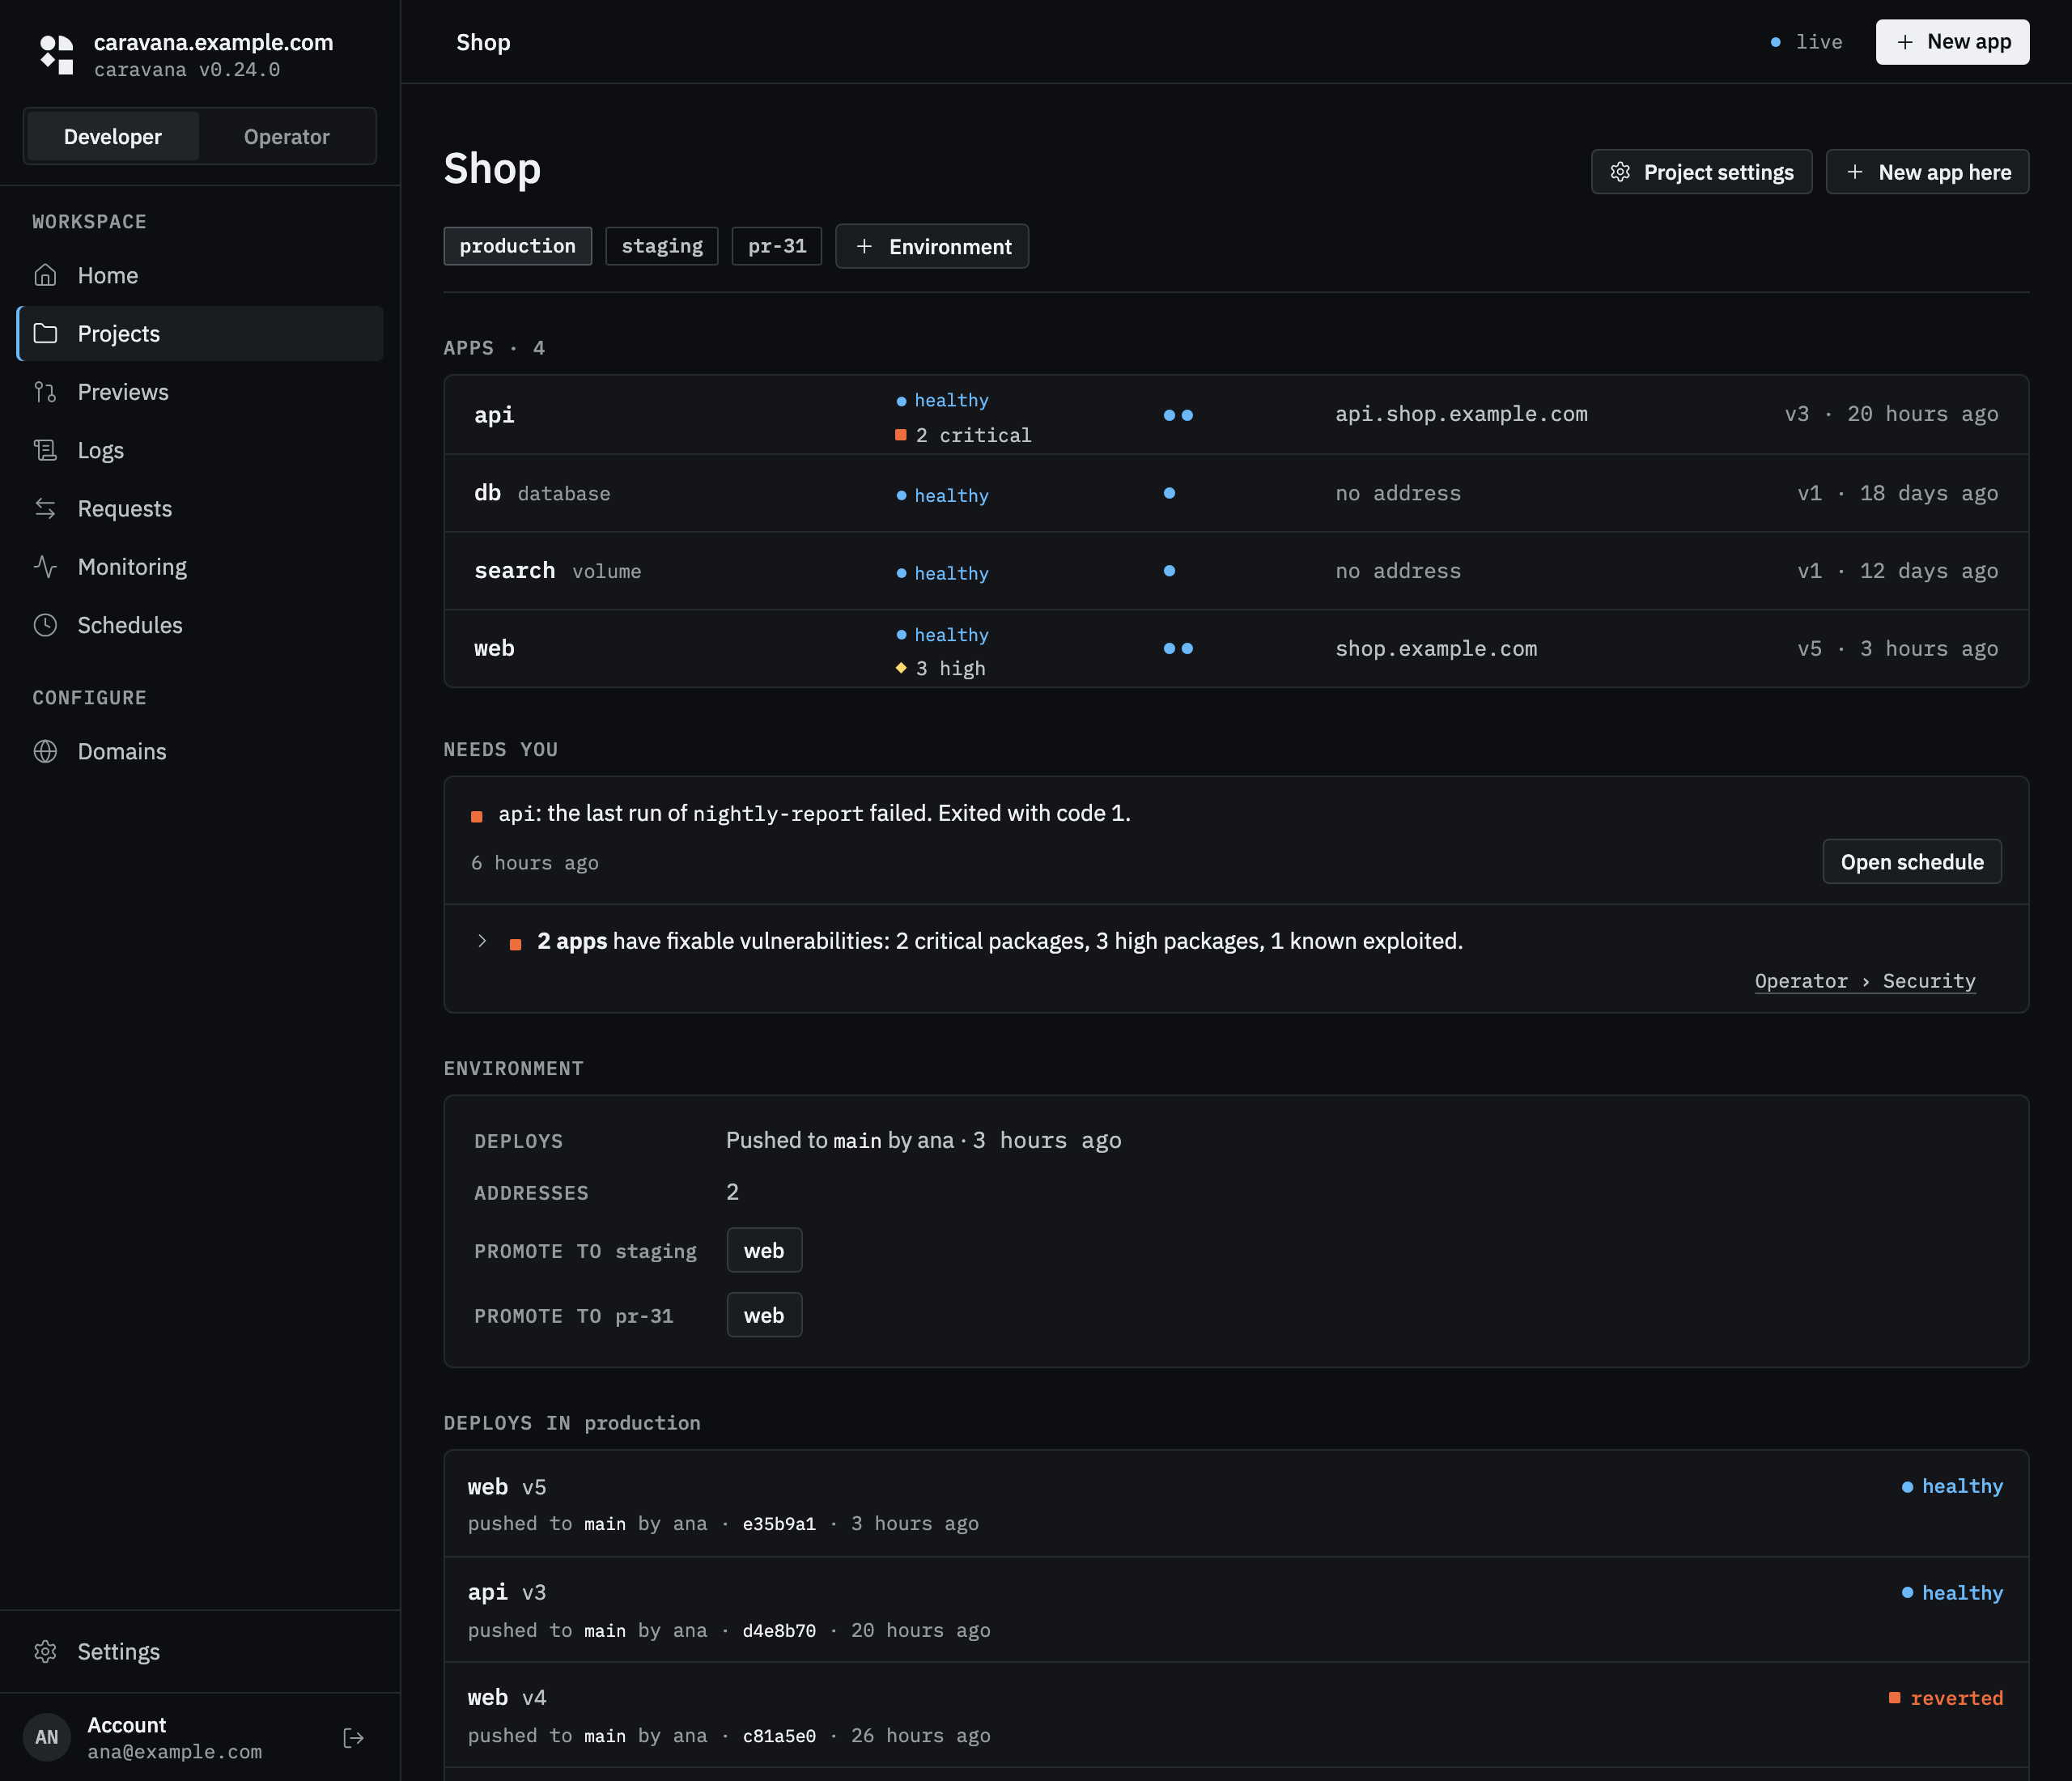 caravana.example.com
caravana v0.24.0
Developer
Operator
WORKSPACE
Home
Projects
Previews
Logs
Requests
Monitoring
Schedules
CONFIGURE
Domains
Settings
AN
Account
ana@example.com
Shop
live
New app
Shop
Project settings
New app here
production
staging
pr-31
Environment
APPS · 4
api
healthy
2 critical
api.shop.example.com
v3 · 20 hours ago
db database
healthy
no address
v1 · 18 days ago
search volume
healthy
no address
v1 · 12 days ago
web
healthy
3 high
shop.example.com
v5 · 3 hours ago
NEEDS YOU
api: the last run of nightly-report failed. Exited with code 1.
6 hours ago
Open schedule
2 apps have fixable vulnerabilities: 2 critical packages, 3 high packages, 1 known exploited.
Operator › Security
ENVIRONMENT
DEPLOYS
Pushed to main by ana · 3 hours ago
ADDRESSES
2
PROMOTE TO staging
web
PROMOTE TO pr-31
web
DEPLOYS IN production
web v5
healthy
pushed to main by ana · e35b9a1 · 3 hours ago
api v3
healthy
pushed to main by ana · d4e8b70 · 20 hours ago
web v4
reverted
pushed to main by ana · c81a5e0 · 26 hours ago